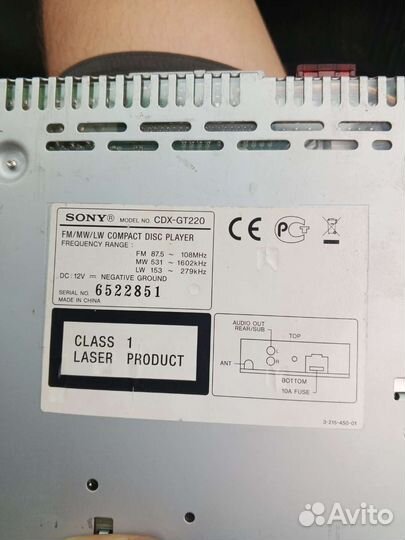 SONY® MODEL NO. CDX-GT220
FM/MW/LW COMPACT DISC PLAYER
FREQUENCY RANGE :
FM 87.5 ~ 108MHz
MW 531 ~ 1602kHz
LW 153 ~ 279kHz
DC 12V NEGATIVE GROUND
SERIAL NO. 6522851
MADE IN CHINA
CE PCT
CLASS 1
LASER PRODUCT
AUDIO OUT
REAR/SUB
TOP
L
R
ANT
BOTTOM
10A FUSE
3-215-450-01
Avito